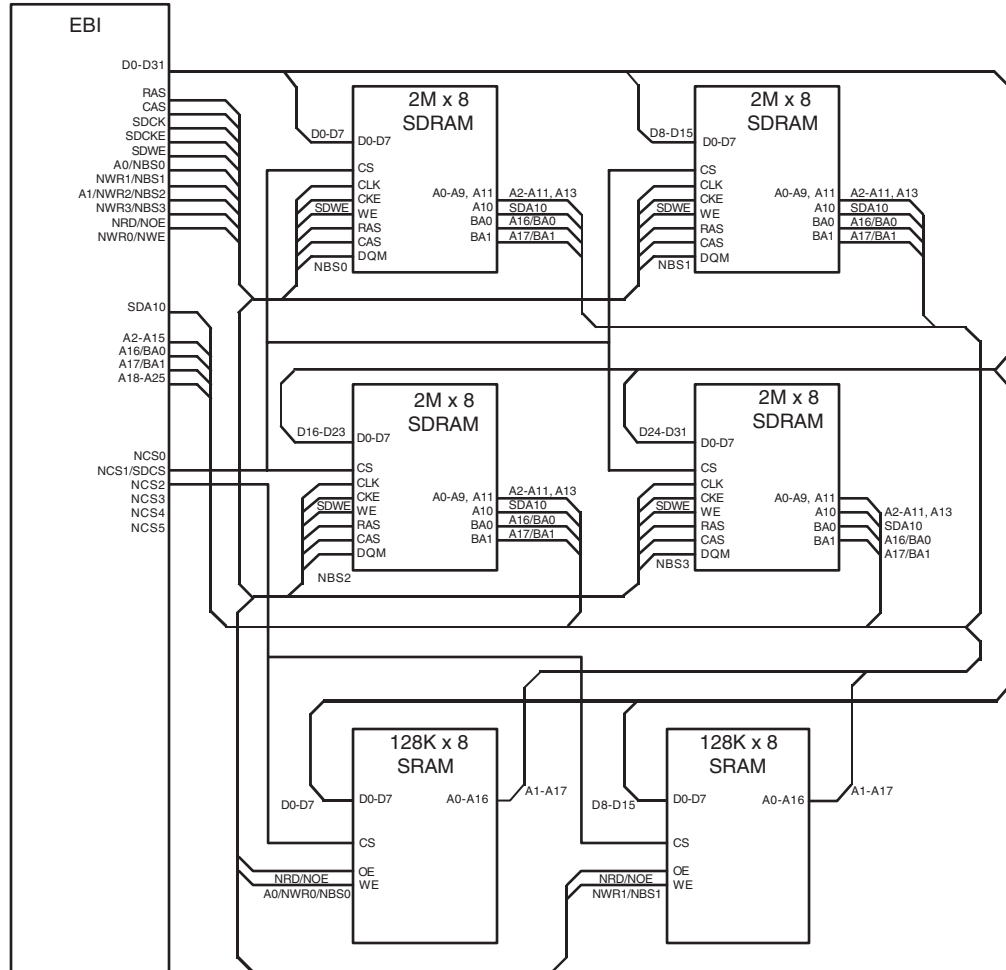 EBI
D0-D31
RAS
CAS
SDCK
SDCKE
SDWE
A0/NBS0
NWR1/NBS1
A1/NWR2/NBS2
NWR3/NBS3
NRD/NOE
NWR0/NWE
SDA10
A2-A15
A16/BA0
A17/BA1
A18-A25
NCS0
NCS1/SDCS
NCS2
NCS3
NCS4
NCS5
2M x 8
SDRAM
D0-D7
D0-D7
CS
CLK
CKE
SDWE
WE
RAS
CAS
DQM
NBS0
A0-A9, A11
A10
BA0
BA1
A2-A11, A13
SDA10
A16/BA0
A17/BA1
2M x 8
SDRAM
D8-D15
D0-D7
CS
CLK
CKE
SDWE
WE
RAS
CAS
DQM
NBS1
A0-A9, A11
A10
BA0
BA1
A2-A11, A13
SDA10
A16/BA0
A17/BA1
2M x 8
SDRAM
D16-D23
D0-D7
CS
CLK
CKE
SDWE
WE
RAS
CAS
DQM
NBS2
A0-A9, A11
A10
BA0
BA1
A2-A11, A13
SDA10
A16/BA0
A17/BA1
2M x 8
SDRAM
D24-D31
D0-D7
CS
CLK
CKE
SDWE
WE
RAS
CAS
DQM
NBS3
A0-A9, A11
A10
BA0
BA1
A2-A11, A13
SDA10
A16/BA0
A17/BA1
128K x 8
SRAM
D0-D7
D0-D7
A0-A16
A1-A17
CS
OE
NRD/NOE
WE
A0/NWR0/NBS0
128K x 8
SRAM
D8-D15
D0-D7
A0-A16
A1-A17
CS
OE
NRD/NOE
WE
NWR1/NBS1